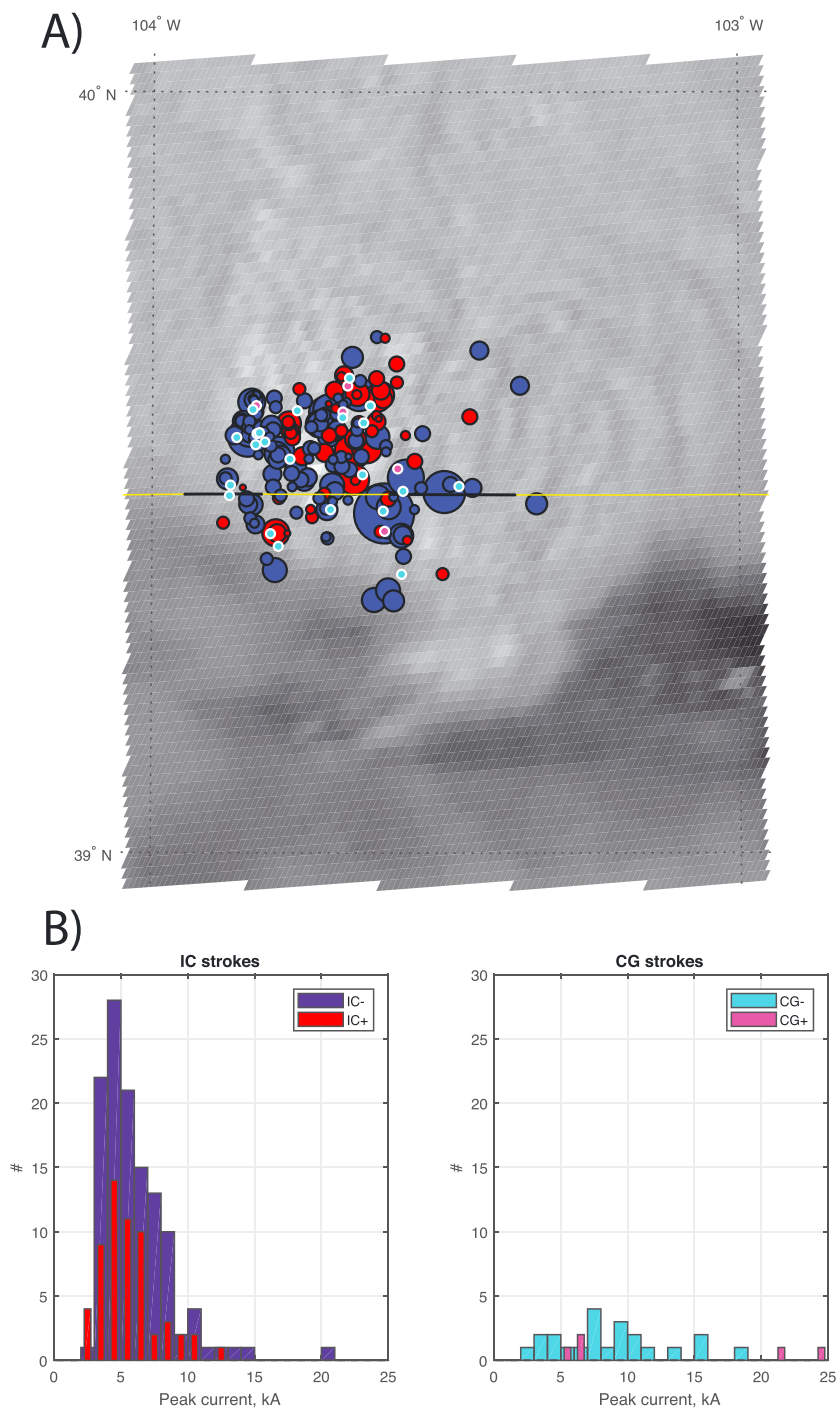 A)
104° W 103° W
40° N
39° N
B)
IC strokes
30
25
20
15
10
5
0
#
IC-
IC+
0 5 10 15 20 25
Peak current, kA
CG strokes
30
25
20
15
10
5
0
#
CG-
CG+
0 5 10 15 20 25
Peak current, kA